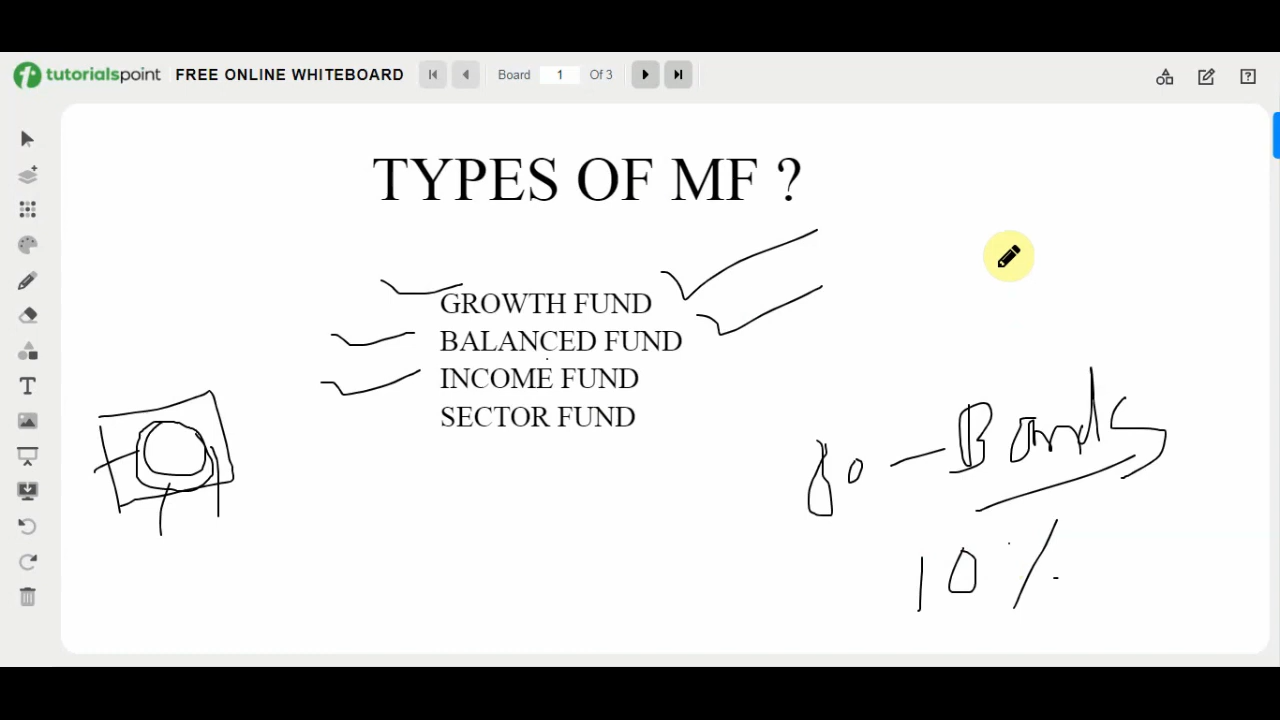 tutorialspoint FREE ONLINE WHITEBOARD Board 1 Of 3
TYPES OF MF ?
GROWTH FUND
BALANCED FUND
INCOME FUND
SECTOR FUND
80 - Bonds
10 %